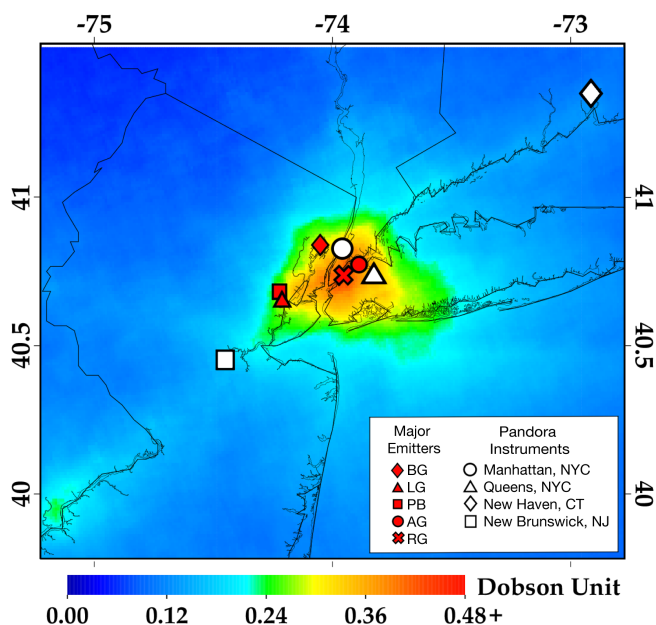 -75 -74 -73
41 41
40.5 40.5
40 40
Major
Emitters
BG
LG
PB
AG
RG
Pandora
Instruments
Manhattan, NYC
Queens, NYC
New Haven, CT
New Brunswick, NJ
Dobson Unit
0.00 0.12 0.24 0.36 0.48+